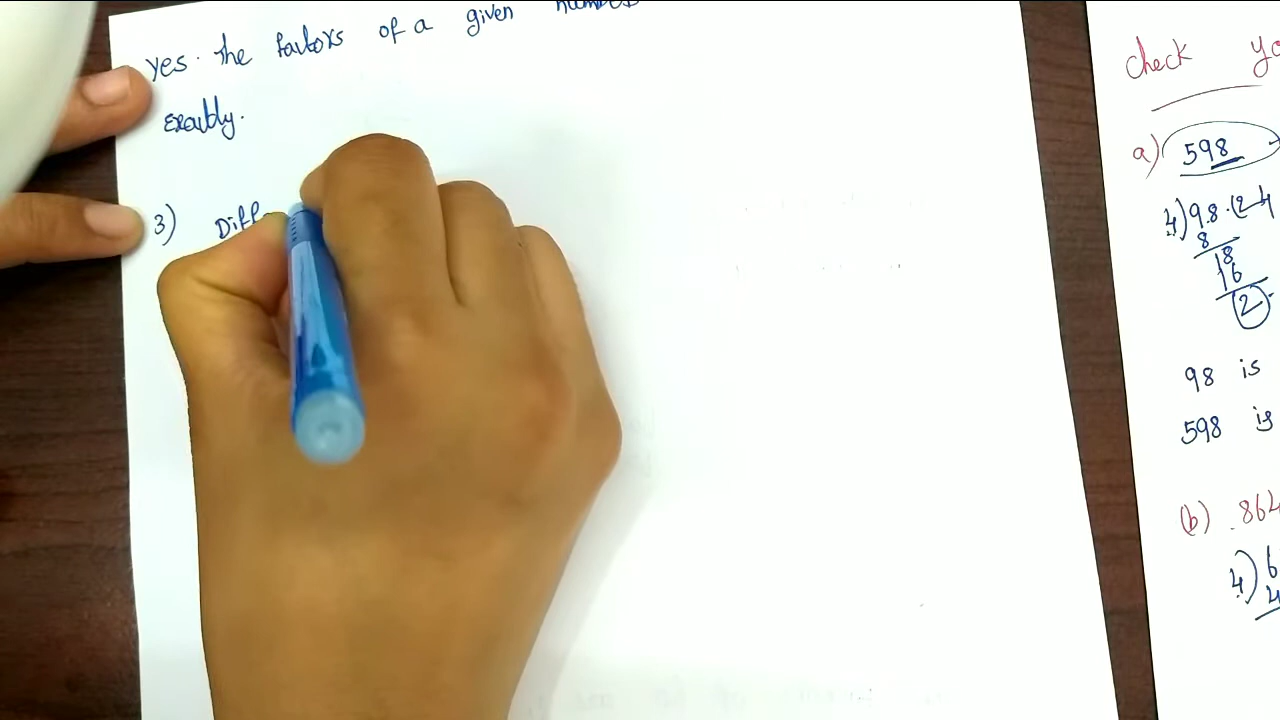 Yes. The factors of a given number
exactly.
3) Diff
check
a) 598
4) 98 (24
8
18
16
2
98 is
598 is
(b) 864
4) 6
4